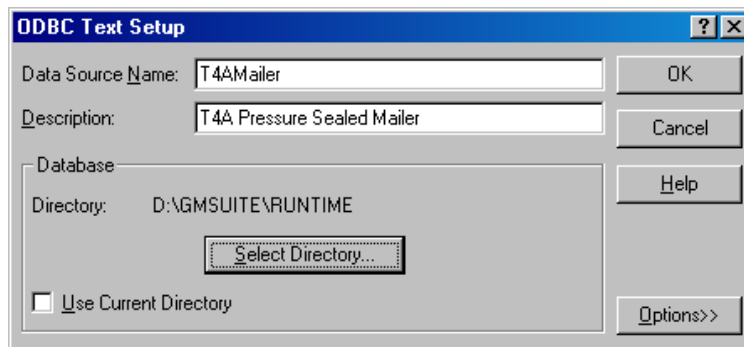 ODBC Text Setup
Data Source Name: T4AMailer
OK
Description: T4A Pressure Sealed Mailer
Cancel
Database
Help
Directory: D:\GMSUITE\RUNTIME
Select Directory...
Use Current Directory
Options>>